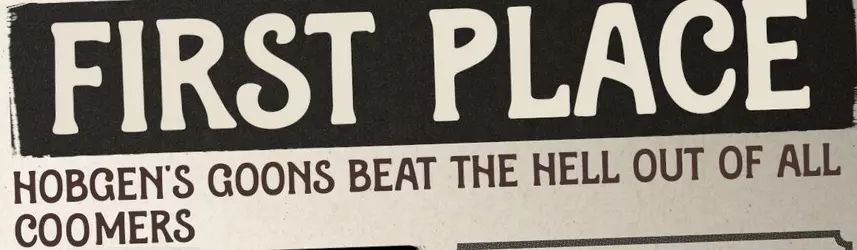 FIRST PLACE
HOBGEN'S GOONS BEAT THE HELL OUT OF ALL
COOMERS